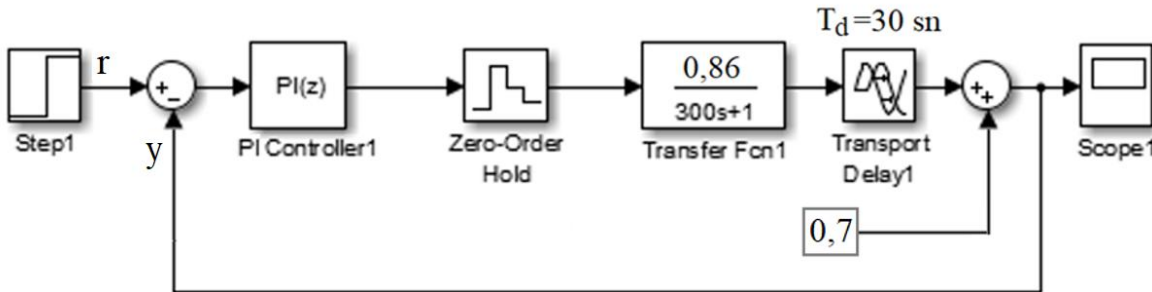 T_d=30 sn
r
+
−
PI(z)
0,86
300s+1
+
+
Step1
y
PI Controller1
Zero-Order
Hold
Transfer Fcn1
Transport
Delay1
Scope1
0,7